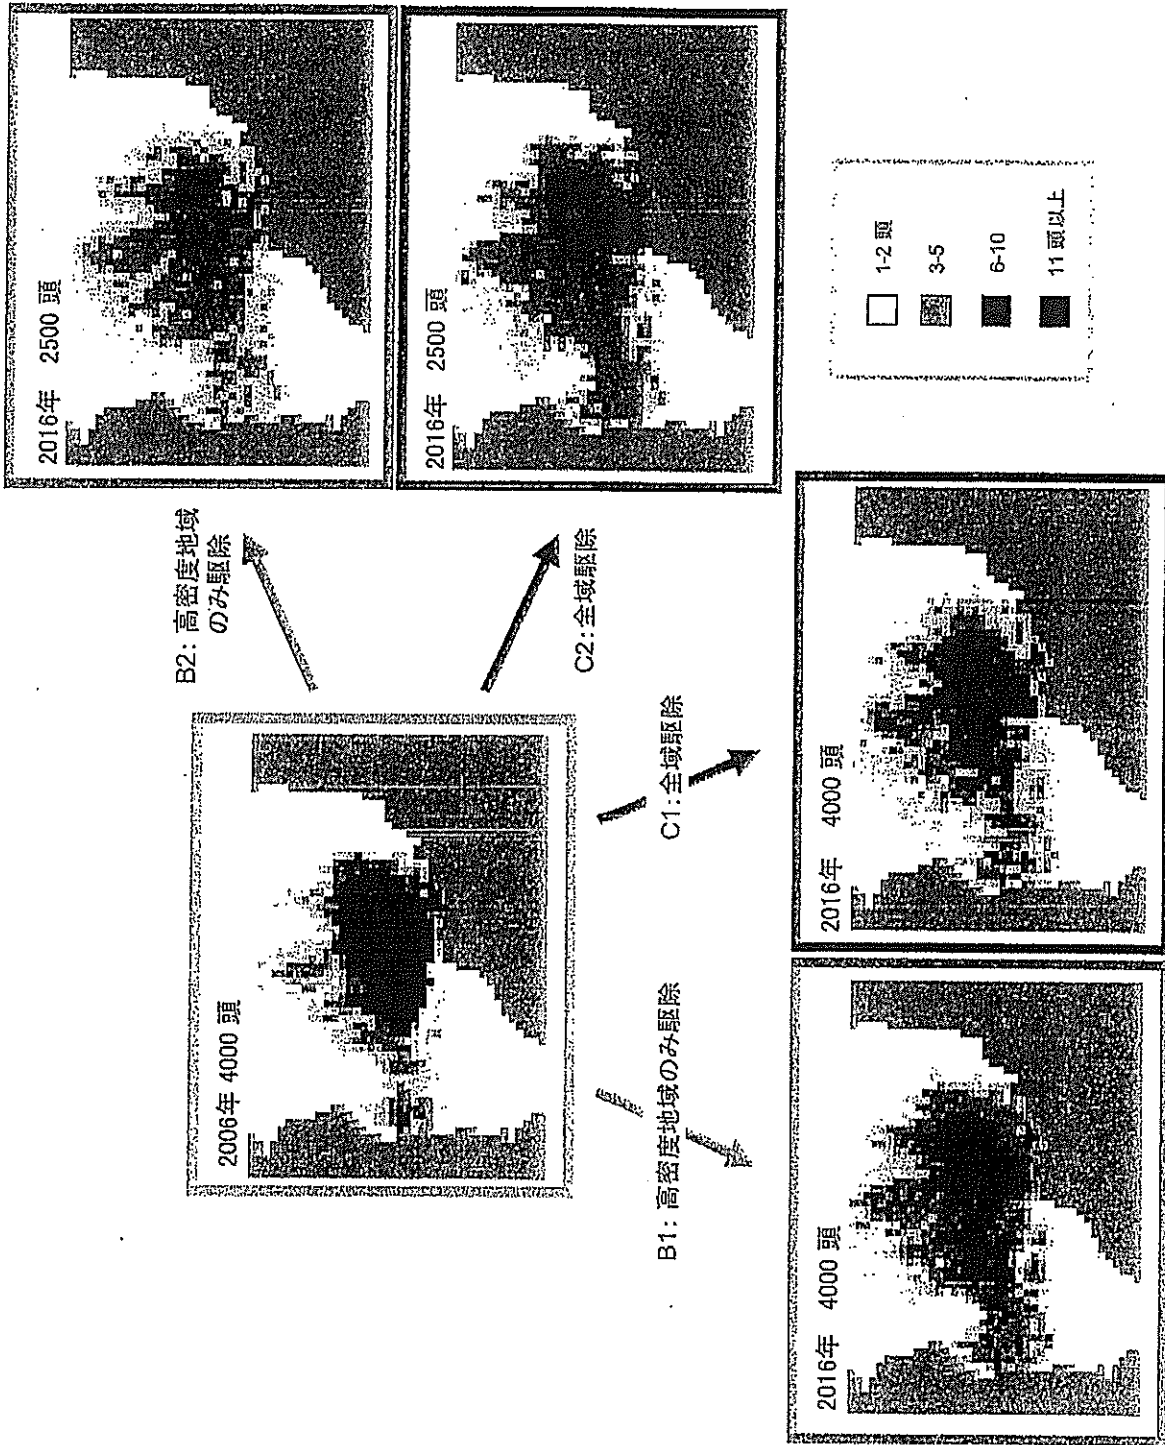 2006年 4000 頭
B1: 高密度地域のみ駆除
C1:全域駆除
B2: 高密度地域
のみ駆除
C2:全域駆除
2016年 4000 頭
2016年 4000 頭
2016年 2500 頭
2016年 2500 頭
1-2 頭
3-5
6-10
11 頭以上